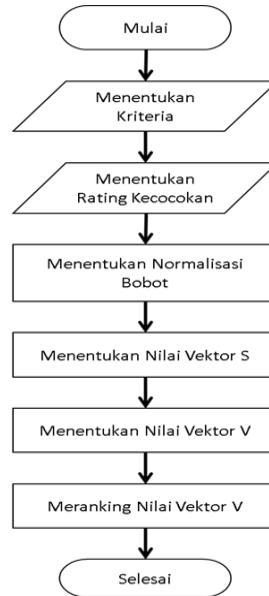 Mulai
Menentukan
Kriteria
Menentukan
Rating Kecocokan
Menentukan Normalisasi
Bobot
Menentukan Nilai Vektor S
Menentukan Nilai Vektor V
Meranking Nilai Vektor V
Selesai